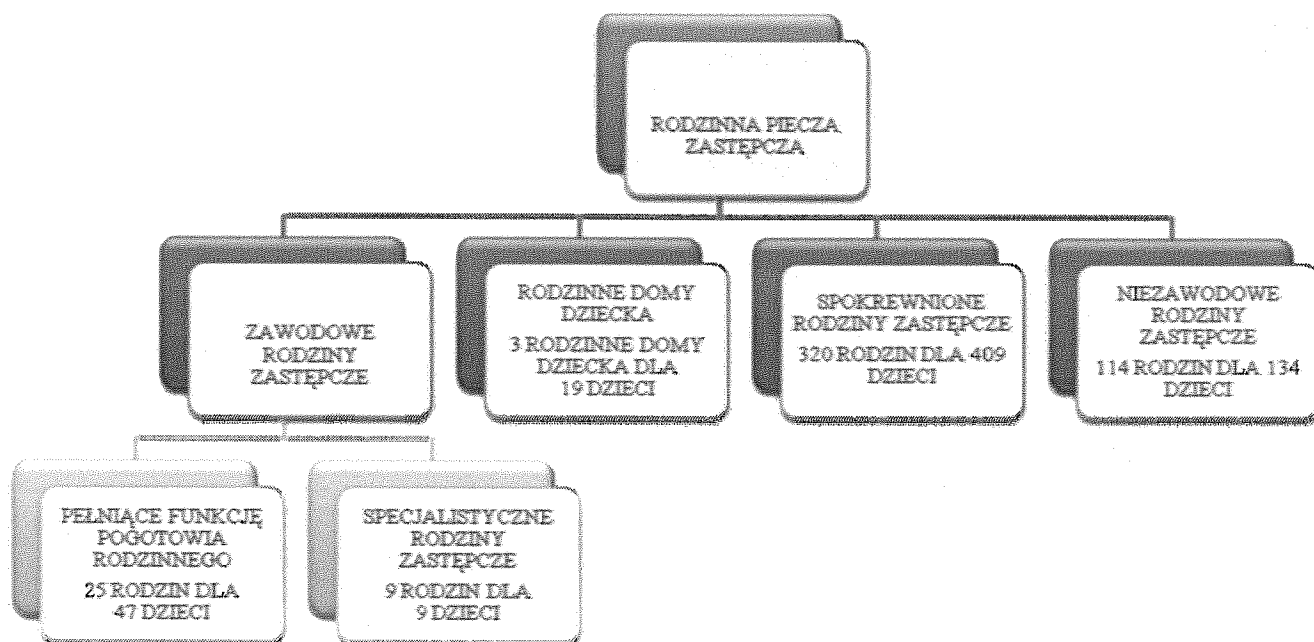 RODZINNA PIECZA
ZASTĘPCZA
ZAWODOWE
RODZINY
ZASTĘPCZE
RODZINNE DOMY
DZIECKA
3 RODZINNE DOMY
DZIECKA DLA
19 DZIECI
SPOKREWNIONE
RODZINY ZASTĘPCZE
320 RODZIN DLA 409
DZIECI
NIEZAWODOWE
RODZINY
ZASTĘPCZE
114 RODZIN DLA 134
DZIECI
PEŁNIĄCE FUNKCJĘ
POGOTOWIA
RODZINNEGO
25 RODZIN DLA
47 DZIECI
SPECJALISTYCZNE
RODZINY
ZASTĘPCZE
9 RODZIN DLA
9 DZIECI